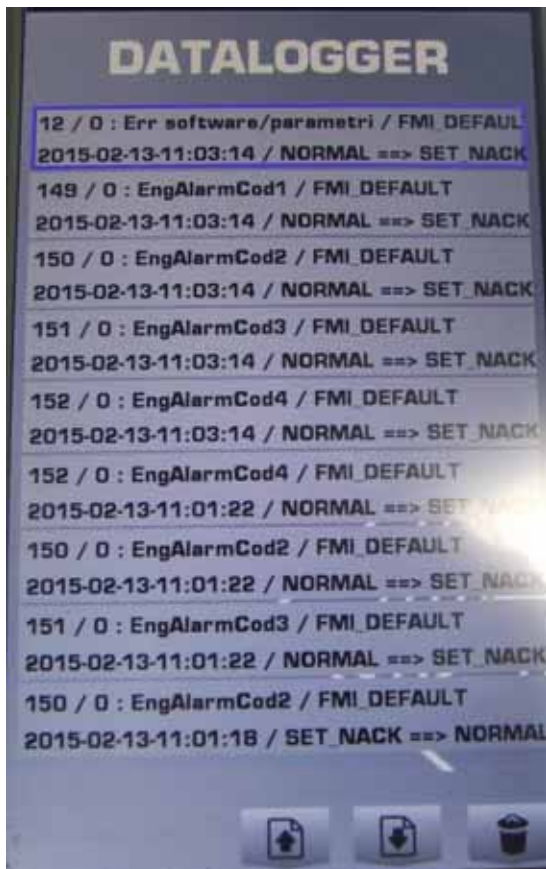 DATALOGGER
12 / 0 : Err software/parametri / FMI_DEFAUL
2015-02-13-11:03:14 / NORMAL ==> SET_NACK
149 / 0 : EngAlarmCod1 / FMI_DEFAULT
2015-02-13-11:03:14 / NORMAL ==> SET_NACK
150 / 0 : EngAlarmCod2 / FMI_DEFAULT
2015-02-13-11:03:14 / NORMAL ==> SET_NACK
151 / 0 : EngAlarmCod3 / FMI_DEFAULT
2015-02-13-11:03:14 / NORMAL ==> SET_NACK
152 / 0 : EngAlarmCod4 / FMI_DEFAULT
2015-02-13-11:03:14 / NORMAL ==> SET_NACK
152 / 0 : EngAlarmCod4 / FMI_DEFAULT
2015-02-13-11:01:22 / NORMAL ==>
150 / 0 : EngAlarmCod2 / FMI_DEFAULT
2015-02-13-11:01:22 / NORMAL ==> SET_NACK
151 / 0 : EngAlarmCod3 / FMI_DEFAULT
2015-02-13-11:01:22 / NORMAL ==> SET_NACK
150 / 0 : EngAlarmCod2 / FMI_DEFAULT
2015-02-13-11:01:18 / SET_NACK ==> NORMAL